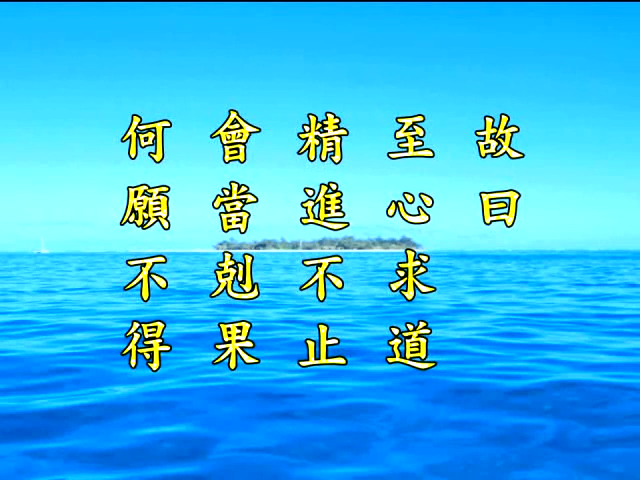 故曰
至心求道
精進不止
會當剋果
何願不得